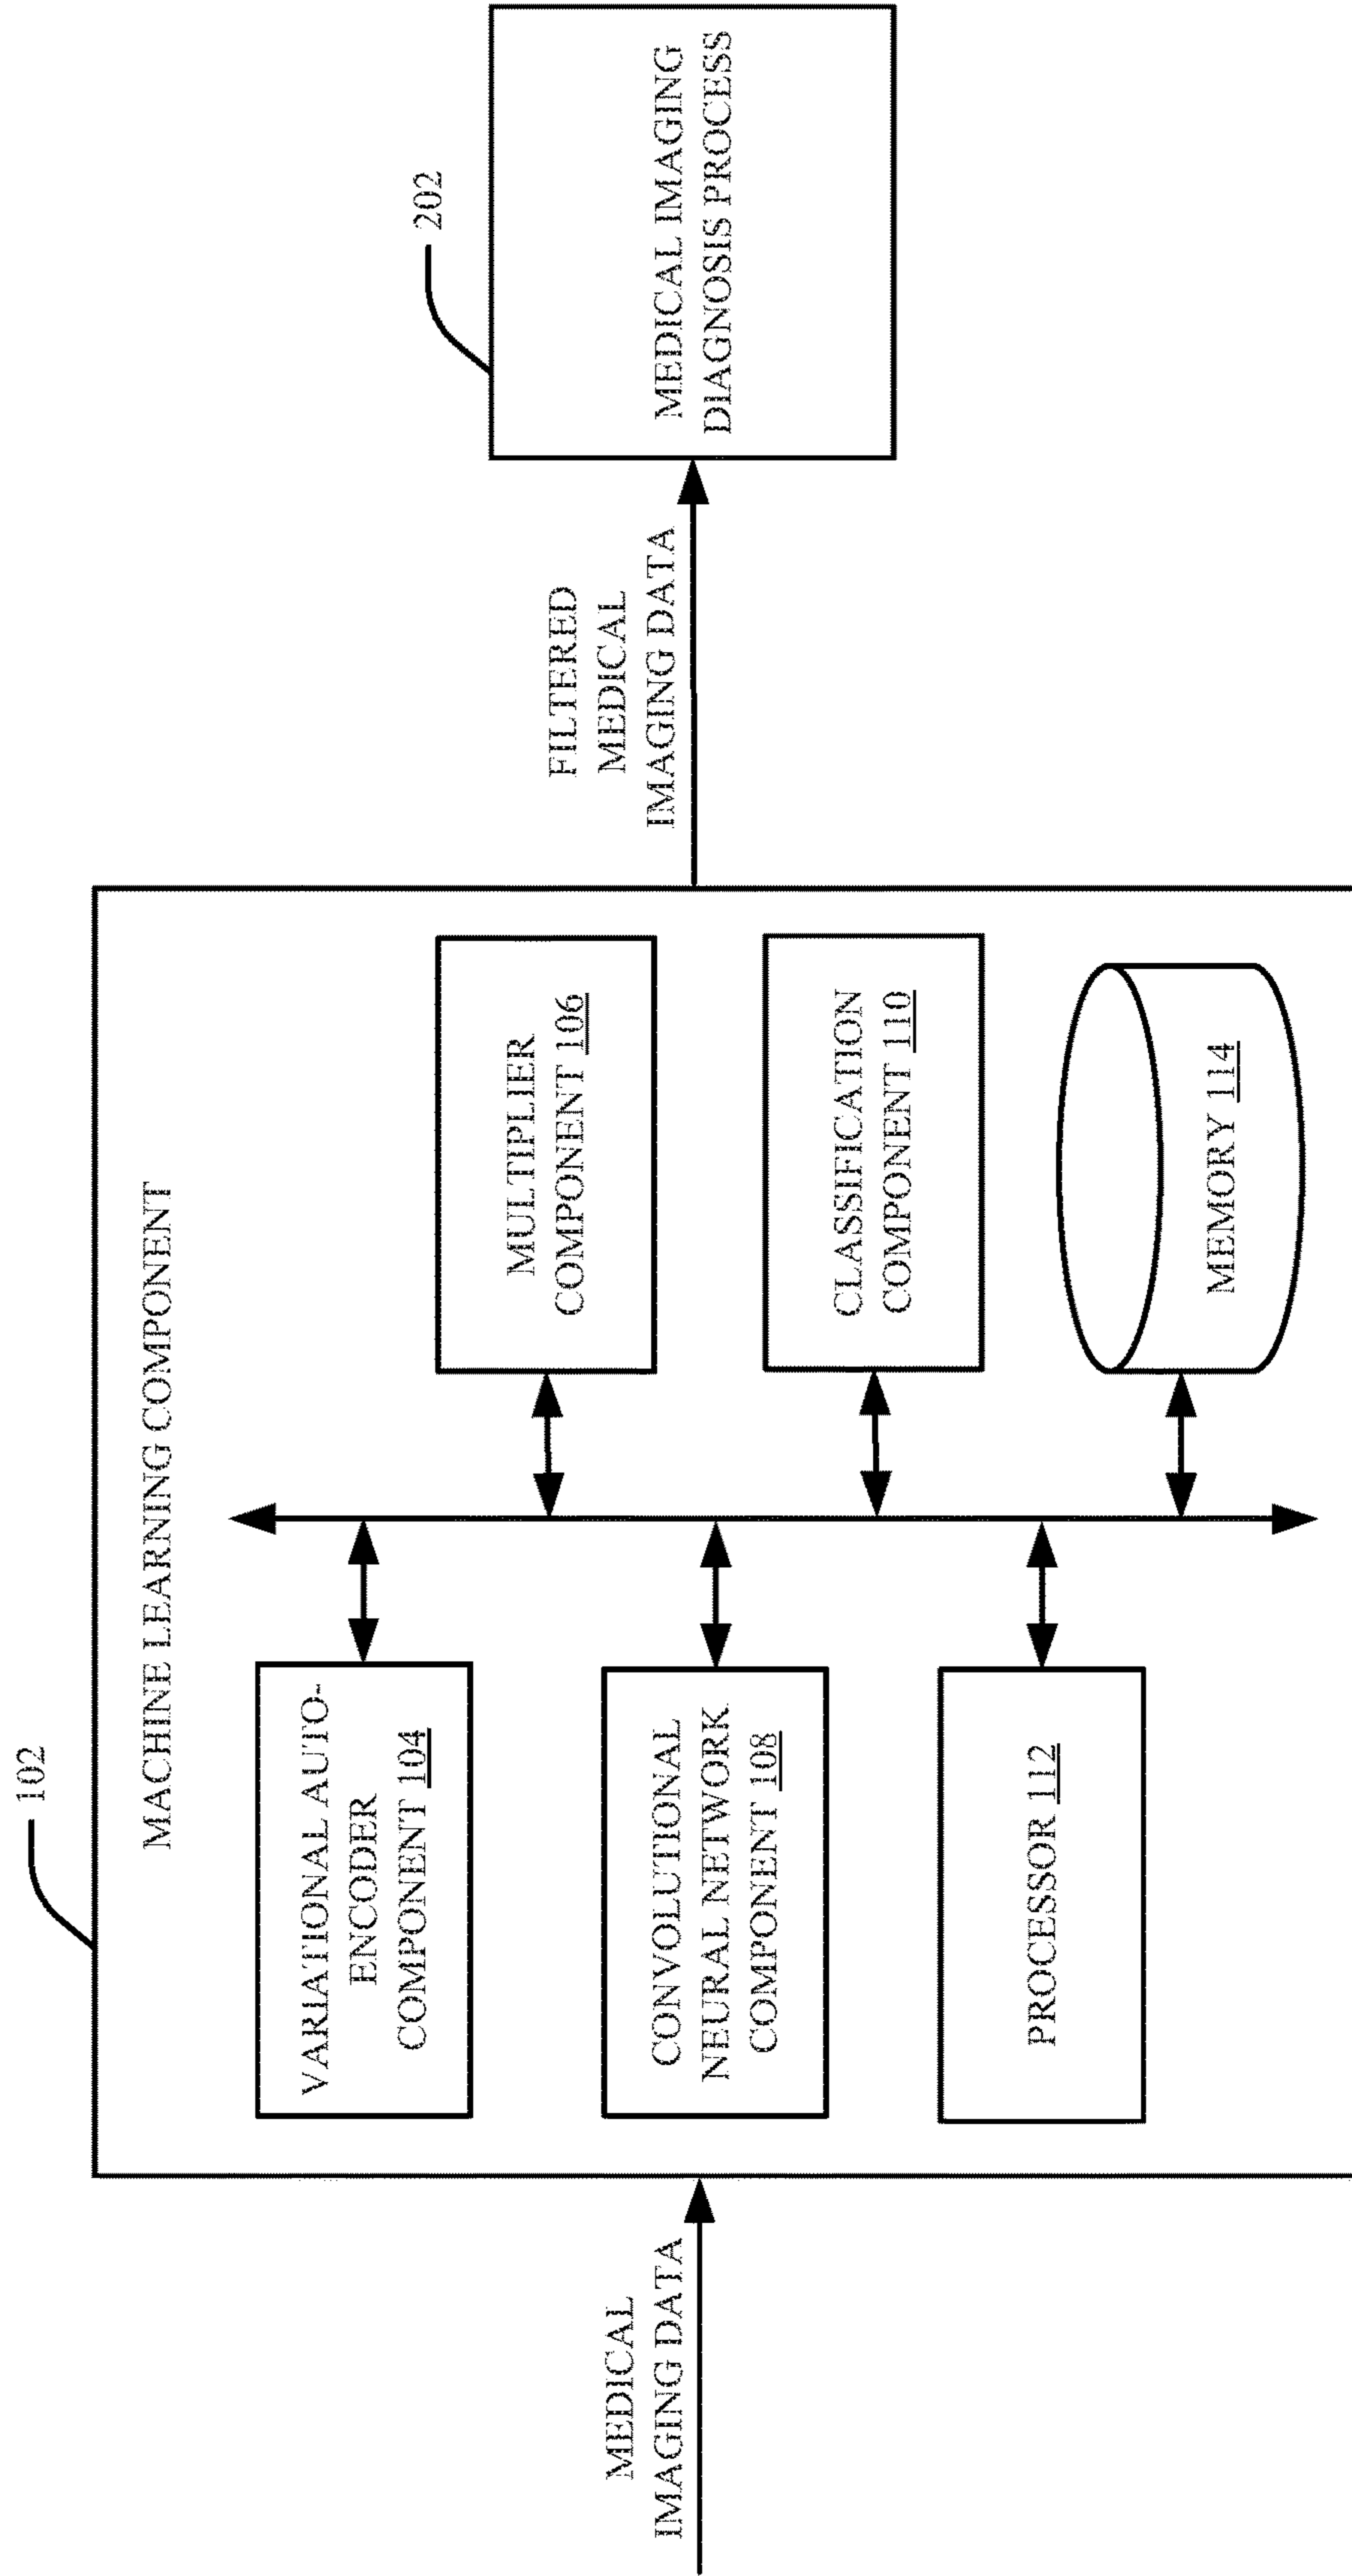 102
MACHINE LEARNING COMPONENT
MEDICAL
IMAGING DATA
VARIATIONAL AUTO-
ENCODER
COMPONENT 104
MULTIPLIER
COMPONENT 106
CONVOLUTIONAL
NEURAL NETWORK
COMPONENT 108
CLASSIFICATION
COMPONENT 110
PROCESSOR 112
MEMORY 114
FILTERED
MEDICAL
IMAGING DATA
202
MEDICAL IMAGING
DIAGNOSIS PROCESS